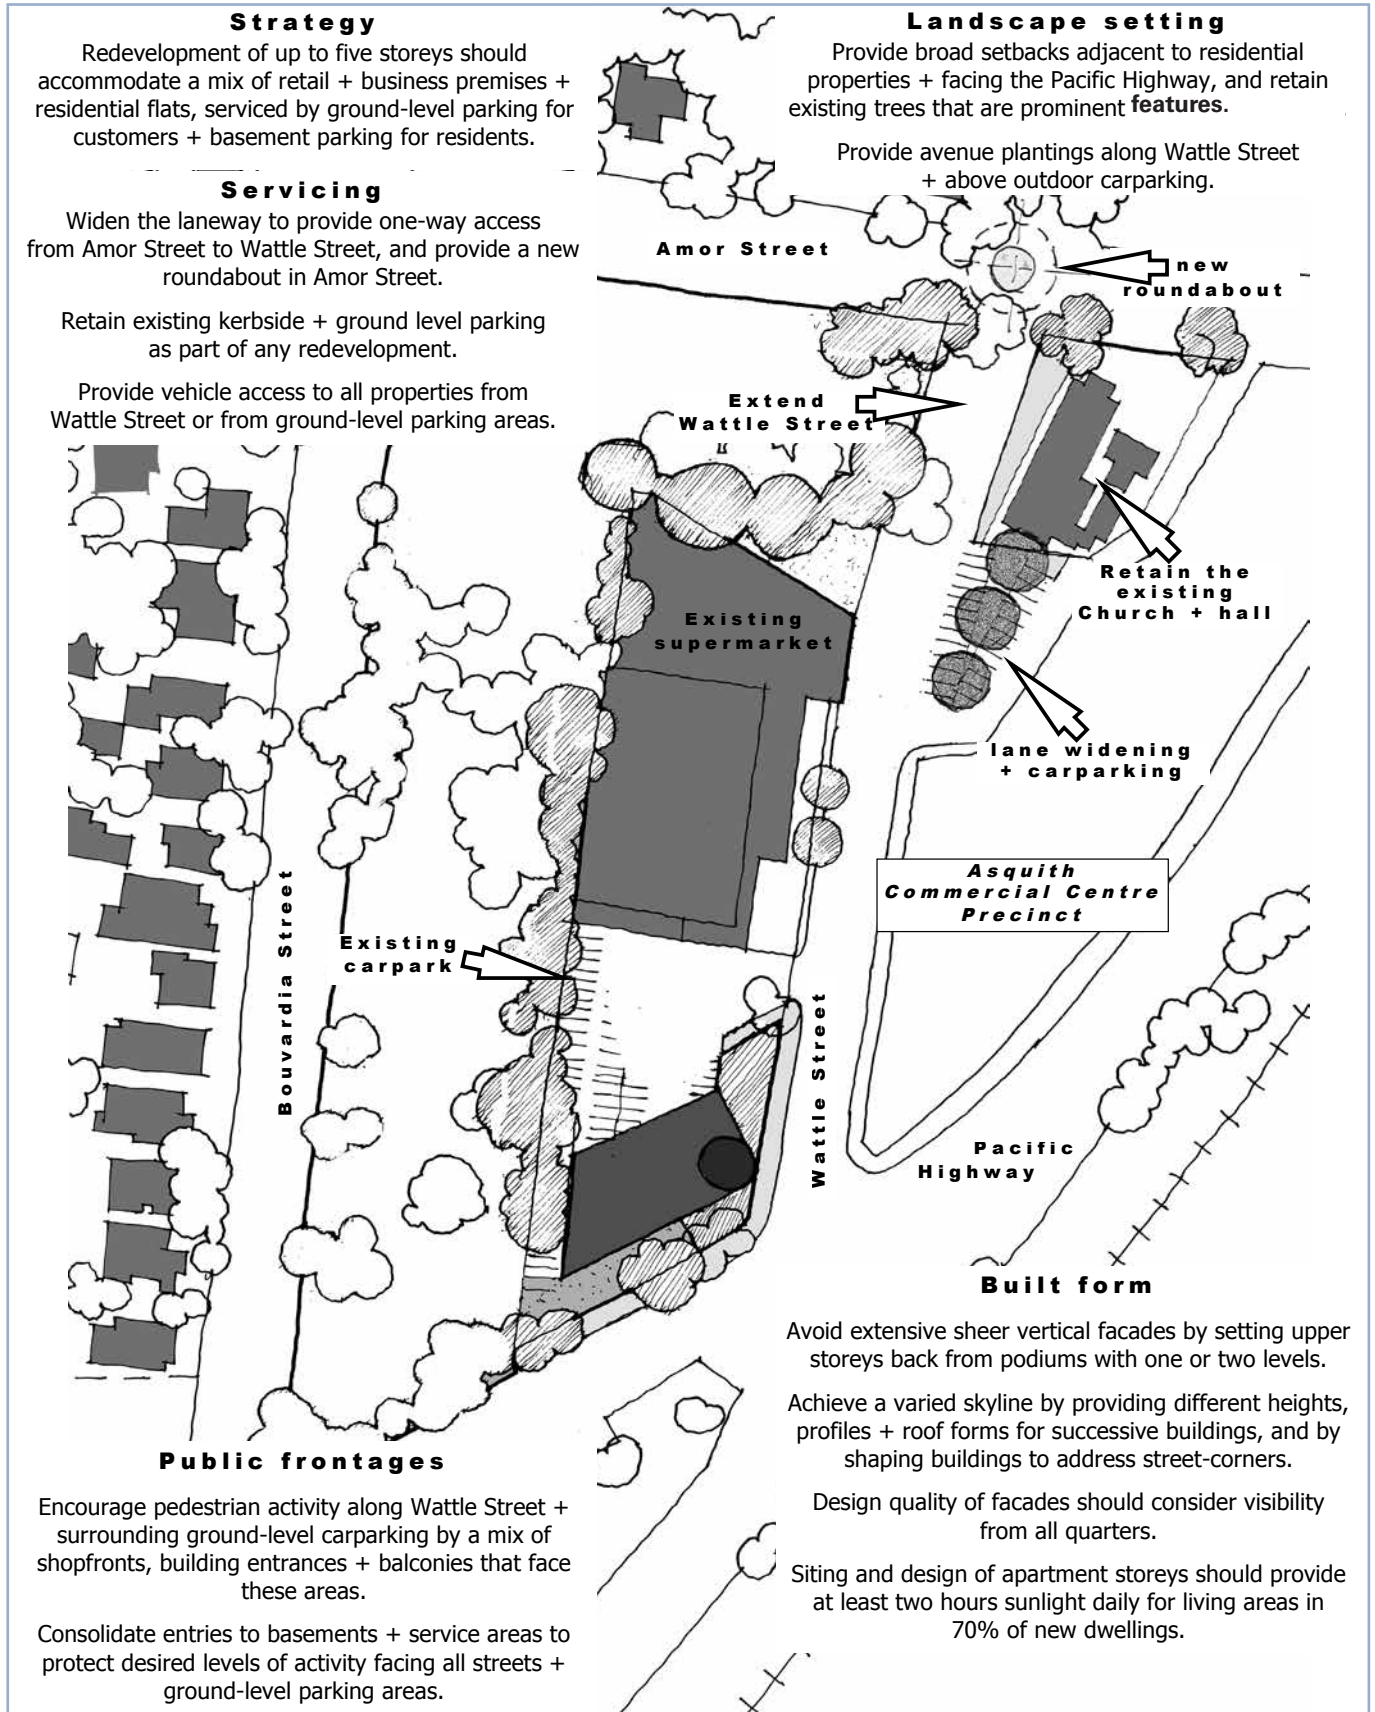 Strategy
Redevelopment of up to five storeys should
accommodate a mix of retail + business premises +
residential flats, serviced by ground-level parking for
customers + basement parking for residents.
Servicing
Widen the laneway to provide one-way access
from Amor Street to Wattle Street, and provide a new
roundabout in Amor Street.
Retain existing kerbside + ground level parking
as part of any redevelopment.
Provide vehicle access to all properties from
Wattle Street or from ground-level parking areas.
Landscape setting
Provide broad setbacks adjacent to residential
properties + facing the Pacific Highway, and retain
existing trees that are prominent features.
Provide avenue plantings along Wattle Street
+ above outdoor carparking.
Amor Street
new
roundabout
Extend
Wattle Street
Retain the
existing
Church + hall
Existing
supermarket
lane widening
+ carparking
Asquith
Commercial Centre
Precinct
Existing
carpark
Bouvardia Street
Wattle Street
Pacific
Highway
Built form
Avoid extensive sheer vertical facades by setting upper
storeys back from podiums with one or two levels.
Achieve a varied skyline by providing different heights,
profiles + roof forms for successive buildings, and by
shaping buildings to address street-corners.
Design quality of facades should consider visibility
from all quarters.
Siting and design of apartment storeys should provide
at least two hours sunlight daily for living areas in
70% of new dwellings.
Public frontages
Encourage pedestrian activity along Wattle Street +
surrounding ground-level carparking by a mix of
shopfronts, building entrances + balconies that face
these areas.
Consolidate entries to basements + service areas to
protect desired levels of activity facing all streets +
ground-level parking areas.